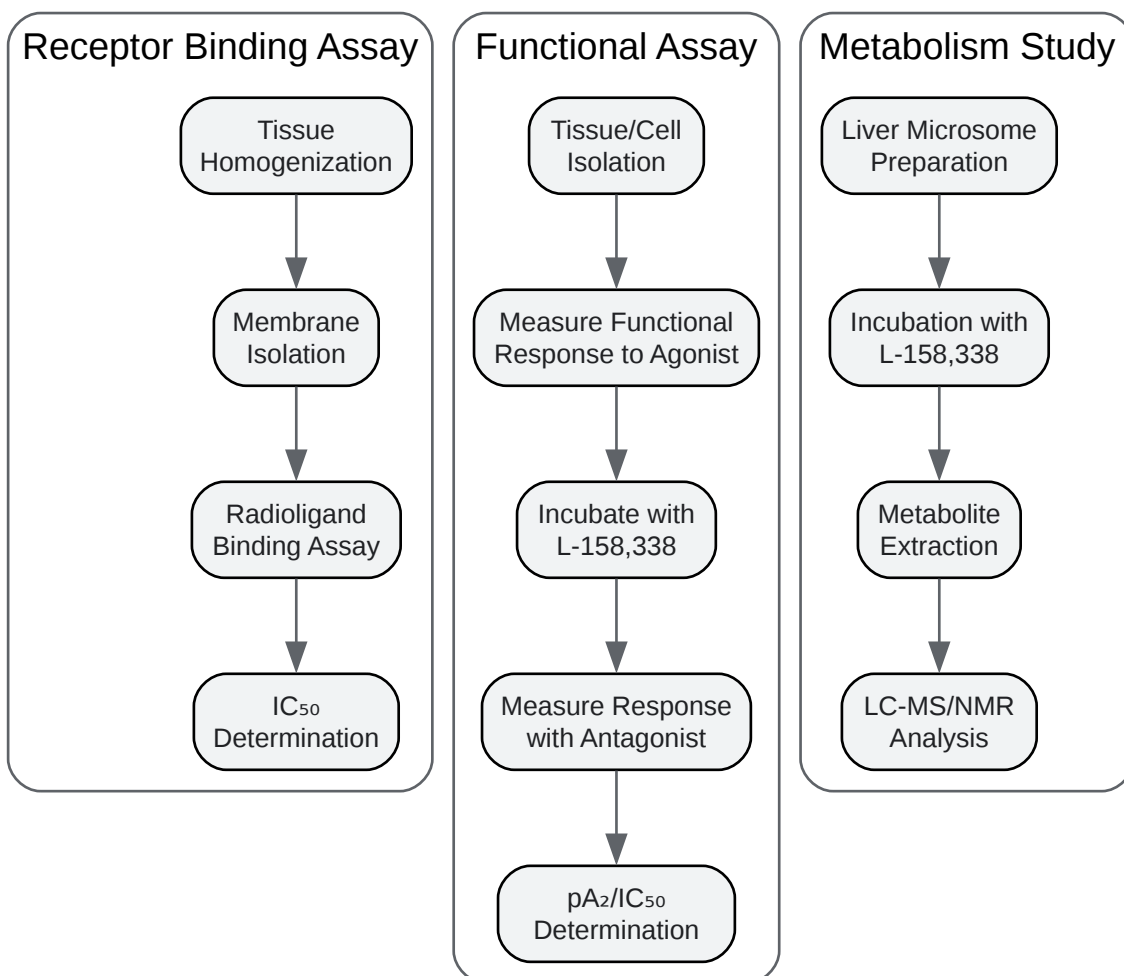 Receptor Binding Assay
Tissue
Homogenization
Membrane
Isolation
Radioligand
Binding Assay
IC₅₀
Determination
Functional Assay
Tissue/Cell
Isolation
Measure Functional
Response to Agonist
Incubate with
L-158,338
Measure Response
with Antagonist
pA₂/IC₅₀
Determination
Metabolism Study
Liver Microsome
Preparation
Incubation with
L-158,338
Metabolite
Extraction
LC-MS/NMR
Analysis